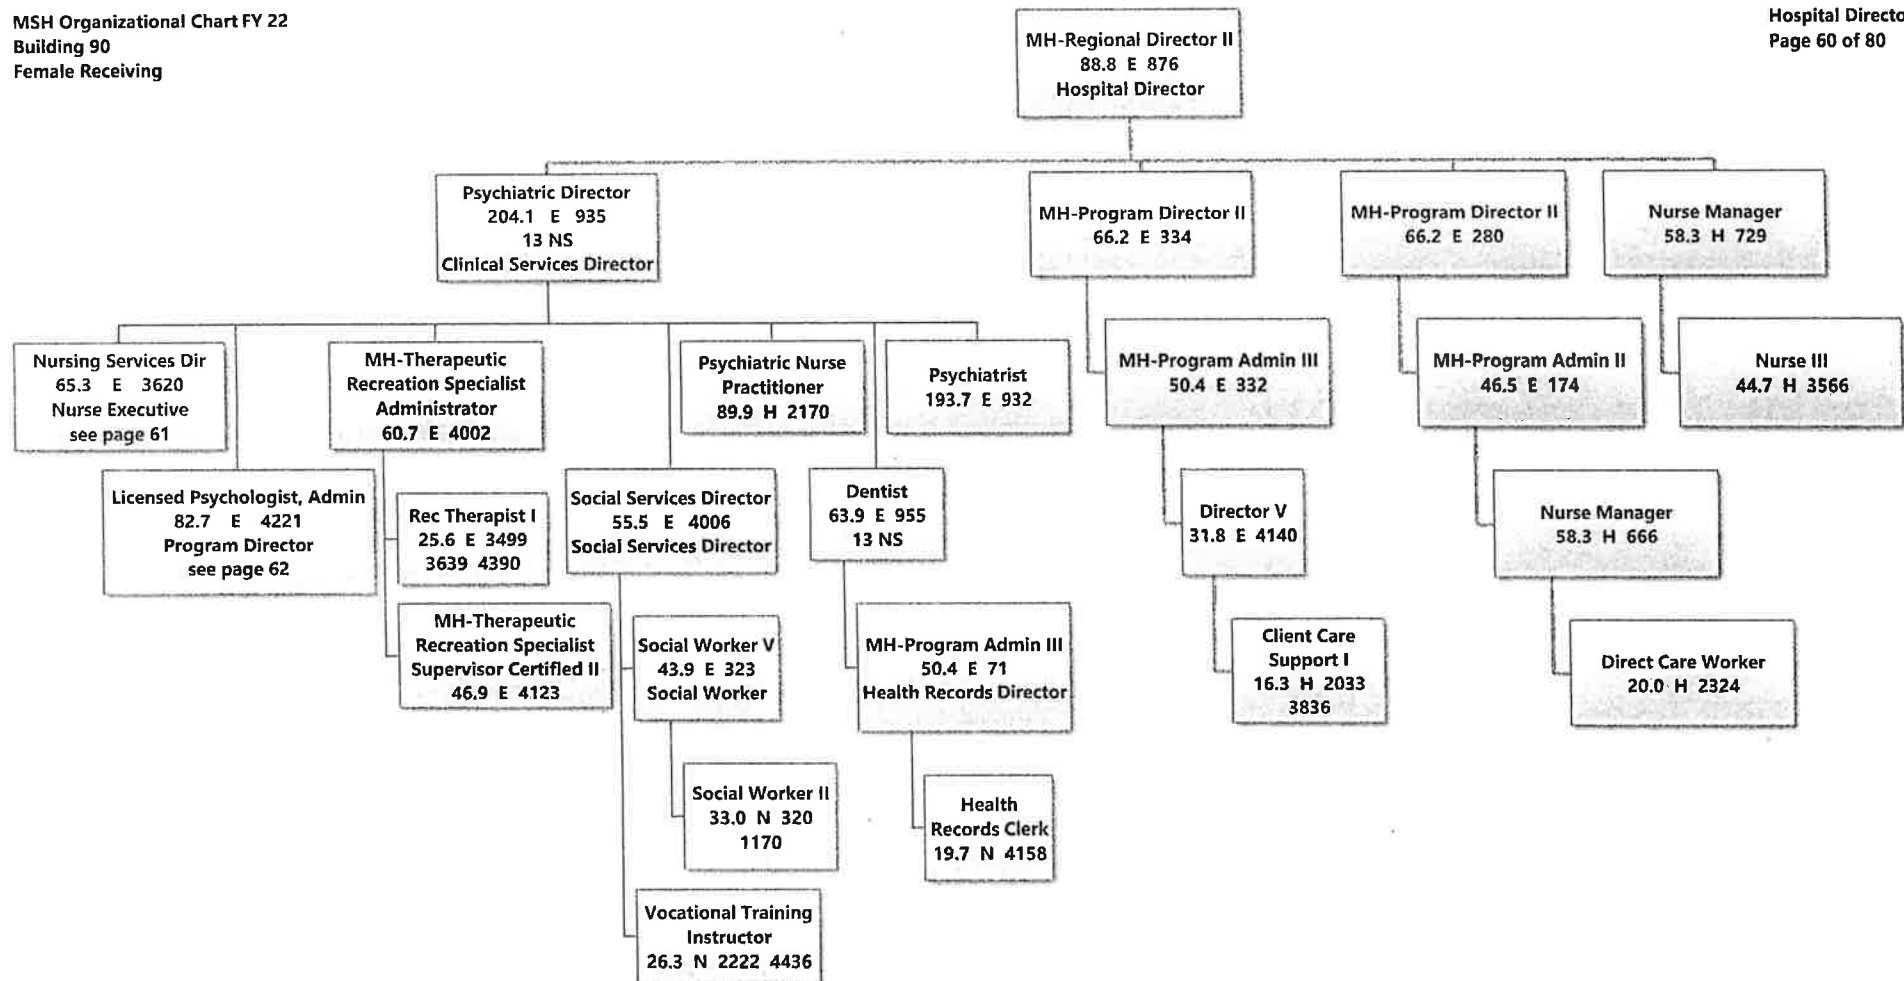 MSH Organizational Chart FY 22
Building 90
Female Receiving
Hospital Directo
Page 60 of 80
MH-Regional Director II
88.8 E 876
Hospital Director
Psychiatric Director
204.1 E 935
13 NS
Clinical Services Director
MH-Program Director II
66.2 E 334
MH-Program Director II
66.2 E 280
Nurse Manager
58.3 H 729
Nursing Services Dir
65.3 E 3620
Nurse Executive
see page 61
MH-Therapeutic
Recreation Specialist
Administrator
60.7 E 4002
Psychiatric Nurse
Practitioner
89.9 H 2170
Psychiatrist
193.7 E 932
MH-Program Admin III
50.4 E 332
MH-Program Admin II
46.5 E 174
Nurse III
44.7 H 3566
Licensed Psychologist, Admin
82.7 E 4221
Program Director
see page 62
Rec Therapist I
25.6 E 3499
3639 4390
Social Services Director
55.5 E 4006
Social Services Director
Dentist
63.9 E 955
13 NS
Director V
31.8 E 4140
Nurse Manager
58.3 H 666
MH-Therapeutic
Recreation Specialist
Supervisor Certified II
46.9 E 4123
Social Worker V
43.9 E 323
Social Worker
MH-Program Admin III
50.4 E 71
Health Records Director
Client Care
Support I
16.3 H 2033
3836
Direct Care Worker
20.0 H 2324
Social Worker II
33.0 N 320
1170
Health
Records Clerk
19.7 N 4158
Vocational Training
Instructor
26.3 N 2222 4436